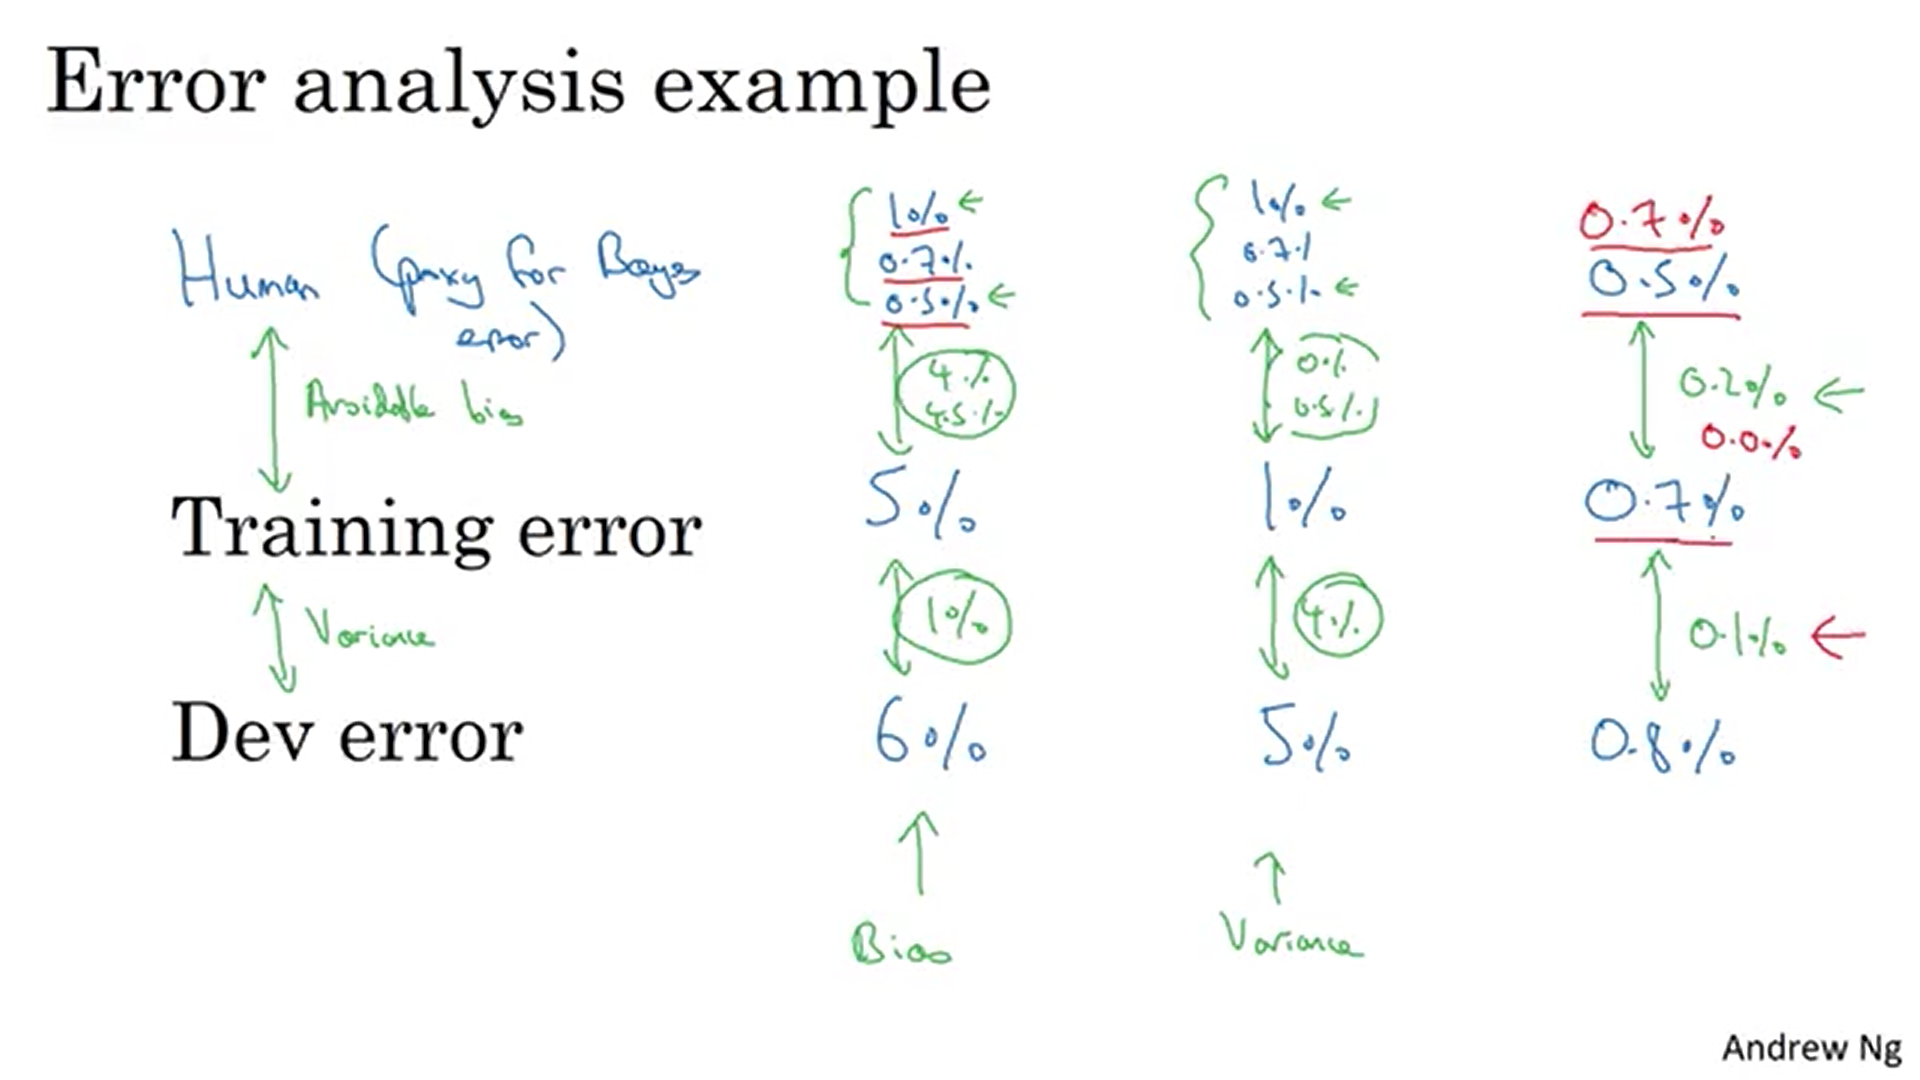 Error analysis example
Human (proxy for Bayes error)
1%
0.7%
0.5%
1%
0.7%
0.5%
0.7%
0.5%
Avoidable bias
4%
4.5%
0%
0.5%
0.2%
0.0%
Training error
5%
1%
0.7%
Variance
1%
4%
0.1%
Dev error
6%
5%
0.8%
Bias
Variance
Andrew Ng